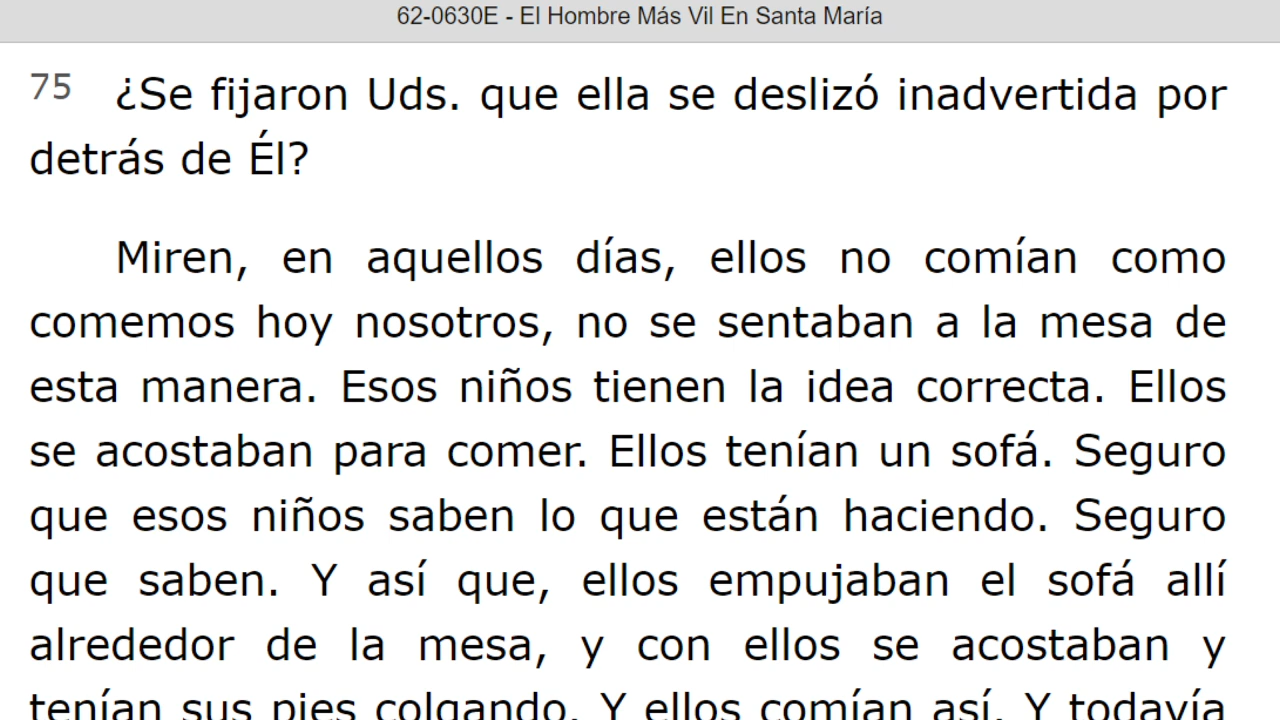 62-0630E - El Hombre Más Vil En Santa María
75 ¿Se fijaron Uds. que ella se deslizó inadvertida por
detrás de Él?
Miren, en aquellos días, ellos no comían como
comemos hoy nosotros, no se sentaban a la mesa de
esta manera. Esos niños tienen la idea correcta. Ellos
se acostaban para comer. Ellos tenían un sofá. Seguro
que esos niños saben lo que están haciendo. Seguro
que saben. Y así que, ellos empujaban el sofá allí
alrededor de la mesa, y con ellos se acostaban y
tenían sus pies colgando. Y ellos comían así. Y todavía